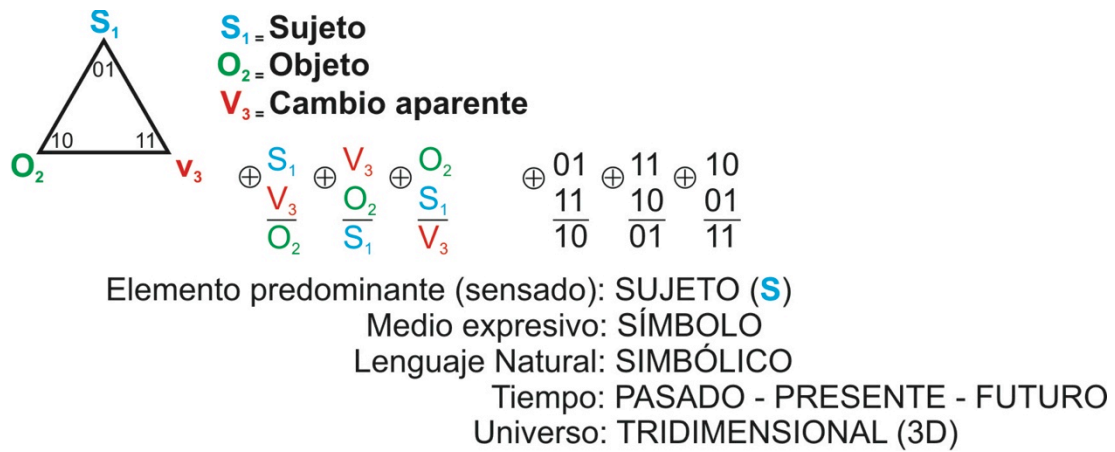 S₁
01
10 11
O₂ v₃
S₁ = Sujeto
O₂ = Objeto
V₃ = Cambio aparente
⊕ S₁ ⊕ V₃ ⊕ O₂ ⊕ 01 ⊕ 11 ⊕ 10
V₃ O₂ S₁ 11 10 01
O₂ S₁ V₃ 10 01 11
Elemento predominante (sensado): SUJETO (S)
Medio expresivo: SÍMBOLO
Lenguaje Natural: SIMBÓLICO
Tiempo: PASADO - PRESENTE - FUTURO
Universo: TRIDIMENSIONAL (3D)